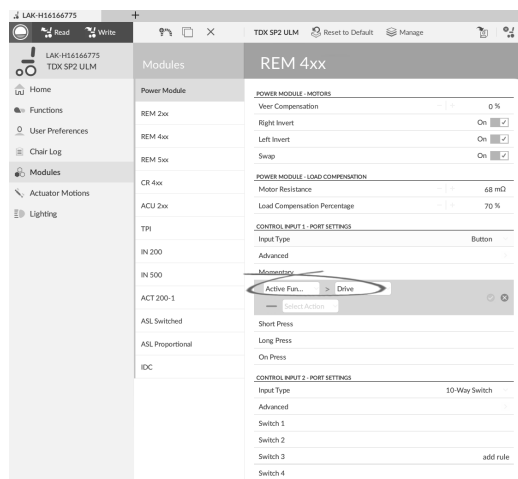 LAK-H16166775
Read Write
TDX SP2 ULM Reset to Default Manage
LAK-H16166775
TDX SP2 ULM
Home
Functions
User Preferences
Chair Log
Modules
Actuator Motions
Lighting
Modules
Power Module
REM 2xx
REM 4xx
REM 5xx
CR 4xx
ACU 2xx
TPI
IN 200
IN 500
ACT 200-1
ASL Switched
ASL Proportional
IDC
REM 4xx
POWER MODULE - MOTORS
Veer Compensation 0 %
Right Invert On
Left Invert On
Swap On
POWER MODULE - LOAD COMPENSATION
Motor Resistance 68 mΩ
Load Compensation Percentage 70 %
CONTROL INPUT 1 - PORT SETTINGS
Input Type Button
Advanced
Momentary
Active Fun... > Drive
Select Action
Short Press
Long Press
On Press
CONTROL INPUT 2 - PORT SETTINGS
Input Type 10-Way Switch
Advanced
Switch 1
Switch 2
Switch 3 add rule
Switch 4